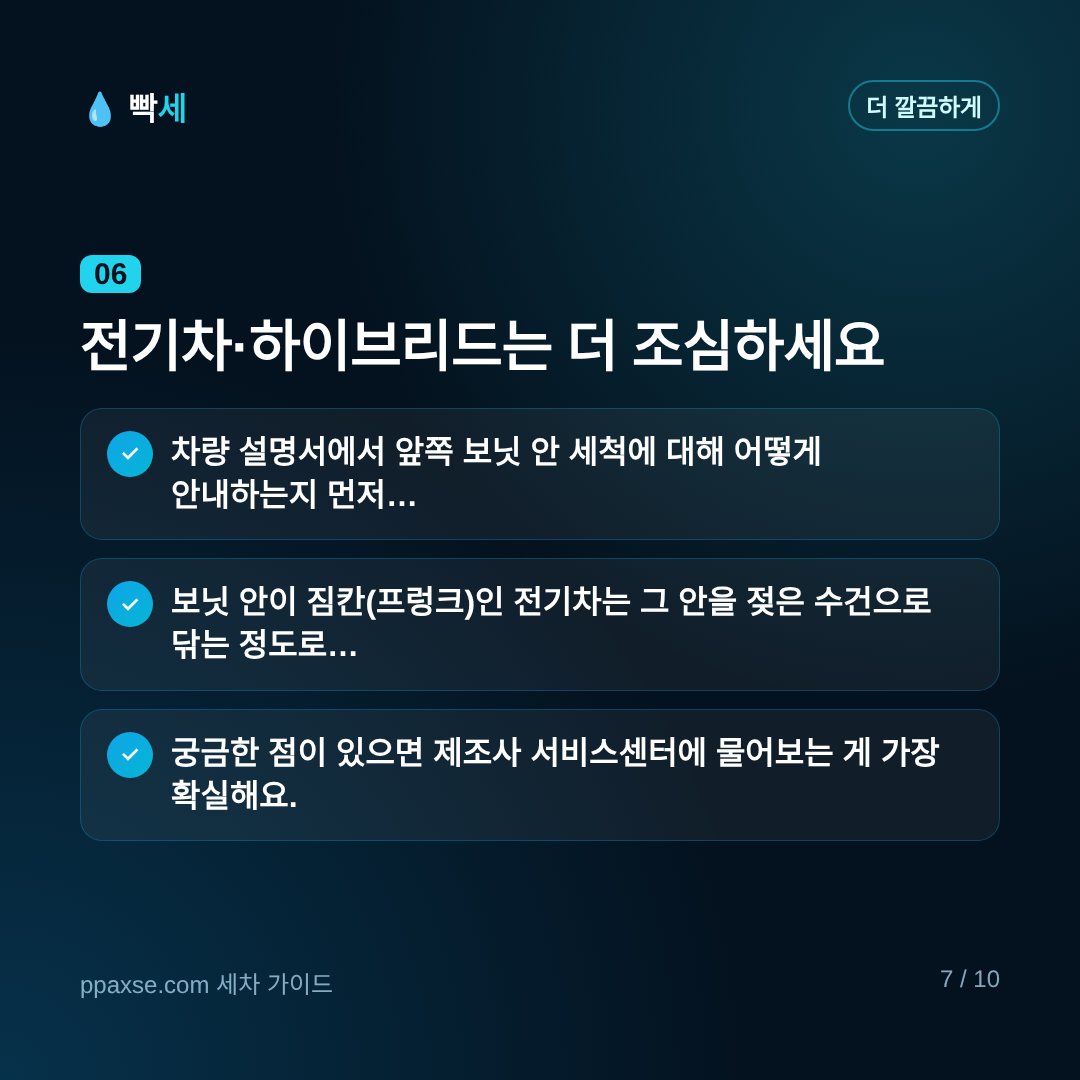 빡세
더 깔끔하게
06
전기차·하이브리드는 더 조심하세요
차량 설명서에서 앞쪽 보닛 안 세척에 대해 어떻게
안내하는지 먼저…
보닛 안이 짐칸(프렁크)인 전기차는 그 안을 젖은 수건으로
닦는 정도로…
궁금한 점이 있으면 제조사 서비스센터에 물어보는 게 가장
확실해요.
ppaxse.com 세차 가이드
7 / 10